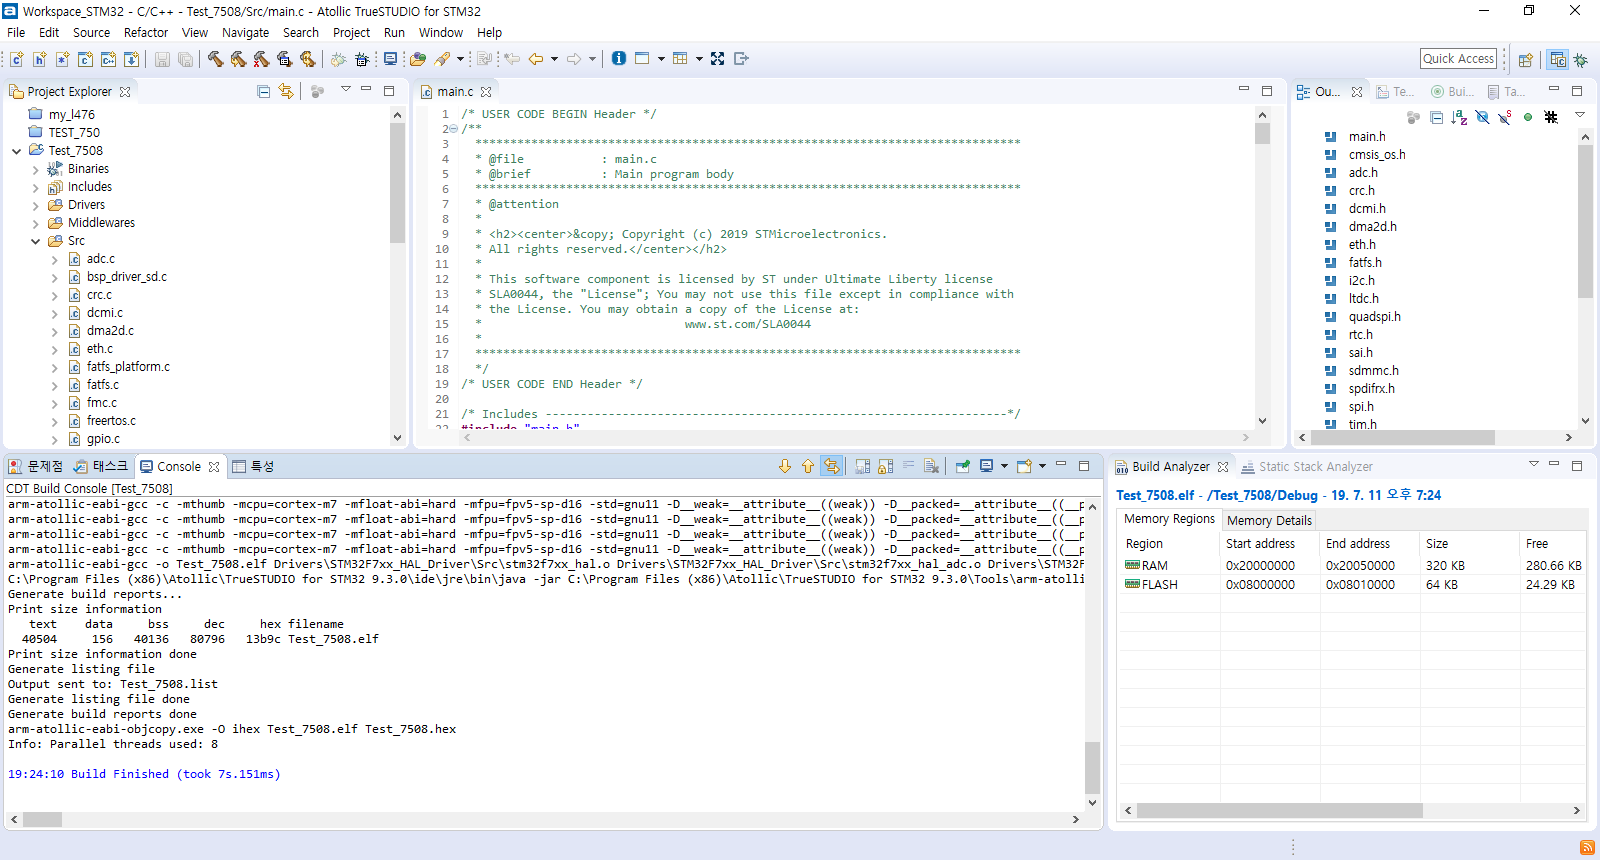 Workspace_STM32 - C/C++ - Test_7508/Src/main.c - Atollic TrueSTUDIO for STM32
File Edit Source Refactor View Navigate Search Project Run Window Help
Quick Access
Project Explorer
my_l476
TEST_750
Test_7508
Binaries
Includes
Drivers
Middlewares
Src
adc.c
bsp_driver_sd.c
crc.c
dcmi.c
dma2d.c
eth.c
fatfs_platform.c
fatfs.c
fmc.c
freertos.c
gpio.c
main.c
1 /* USER CODE BEGIN Header */
2 /**
3 ******************************************************************************
4 * @file : main.c
5 * @brief : Main program body
6 ******************************************************************************
7 * @attention
8 *
9 * <h2><center>&copy; Copyright (c) 2019 STMicroelectronics.
10 * All rights reserved.</center></h2>
11 *
12 * This software component is licensed by ST under Ultimate Liberty license
13 * SLA0044, the "License"; You may not use this file except in compliance with
14 * the License. You may obtain a copy of the License at:
15 * www.st.com/SLA0044
16 *
17 ******************************************************************************
18 */
19 /* USER CODE END Header */
20
21 /* Includes ------------------------------------------------------------------*/
22 #include "main.h"
Ou... Te... Bui... Ta...
main.h
cmsis_os.h
adc.h
crc.h
dcmi.h
dma2d.h
eth.h
fatfs.h
i2c.h
ltdc.h
quadspi.h
rtc.h
sai.h
sdmmc.h
spdifrx.h
spi.h
tim.h
문제점 태스크 Console 특성
CDT Build Console [Test_7508]
arm-atollic-eabi-gcc -c -mthumb -mcpu=cortex-m7 -mfloat-abi=hard -mfpu=fpv5-sp-d16 -std=gnu11 -D__weak=__attribute__((weak)) -D__packed=__attribute__((__p
arm-atollic-eabi-gcc -c -mthumb -mcpu=cortex-m7 -mfloat-abi=hard -mfpu=fpv5-sp-d16 -std=gnu11 -D__weak=__attribute__((weak)) -D__packed=__attribute__((__p
arm-atollic-eabi-gcc -c -mthumb -mcpu=cortex-m7 -mfloat-abi=hard -mfpu=fpv5-sp-d16 -std=gnu11 -D__weak=__attribute__((weak)) -D__packed=__attribute__((__p
arm-atollic-eabi-gcc -c -mthumb -mcpu=cortex-m7 -mfloat-abi=hard -mfpu=fpv5-sp-d16 -std=gnu11 -D__weak=__attribute__((weak)) -D__packed=__attribute__((__p
arm-atollic-eabi-gcc -o Test_7508.elf Drivers\STM32F7xx_HAL_Driver\Src\stm32f7xx_hal.o Drivers\STM32F7xx_HAL_Driver\Src\stm32f7xx_hal_adc.o Drivers\STM32F
C:\Program Files (x86)\Atollic\TrueSTUDIO for STM32 9.3.0\ide\jre\bin\java -jar C:\Program Files (x86)\Atollic\TrueSTUDIO for STM32 9.3.0\Tools\arm-atolli
Generate build reports...
Print size information
text data bss dec hex filename
40504 156 40136 80796 13b9c Test_7508.elf
Print size information done
Generate listing file
Output sent to: Test_7508.list
Generate listing file done
Generate build reports done
arm-atollic-eabi-objcopy.exe -O ihex Test_7508.elf Test_7508.hex
Info: Parallel threads used: 8
19:24:10 Build Finished (took 7s.151ms)
Build Analyzer Static Stack Analyzer
Test_7508.elf - /Test_7508/Debug - 19. 7. 11 오후 7:24
Memory Regions Memory Details
Region Start address End address Size Free
RAM 0x20000000 0x20050000 320 KB 280.66 KB
FLASH 0x08000000 0x08010000 64 KB 24.29 KB